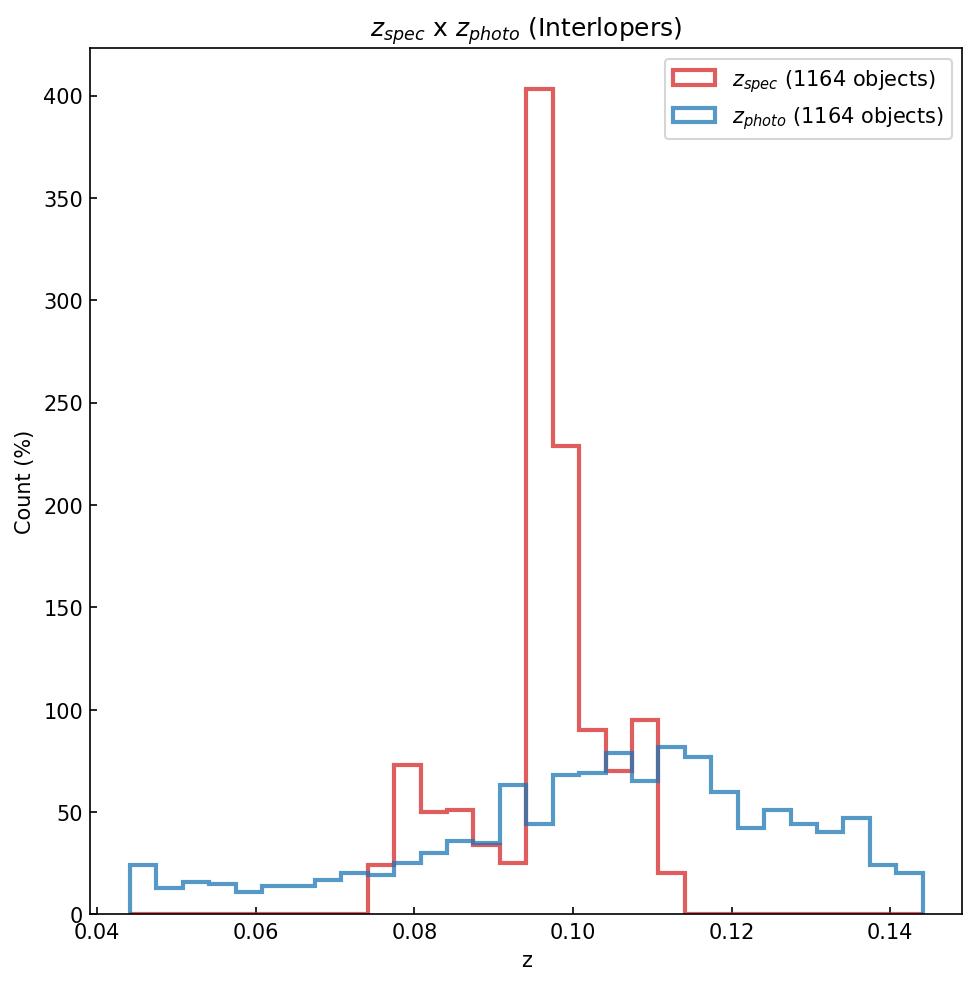 z_spec x z_photo (Interlopers)
z_spec (1164 objects)
z_photo (1164 objects)
Count (%)
400
350
300
250
200
150
100
50
0
0.04 0.06 0.08 0.10 0.12 0.14
z